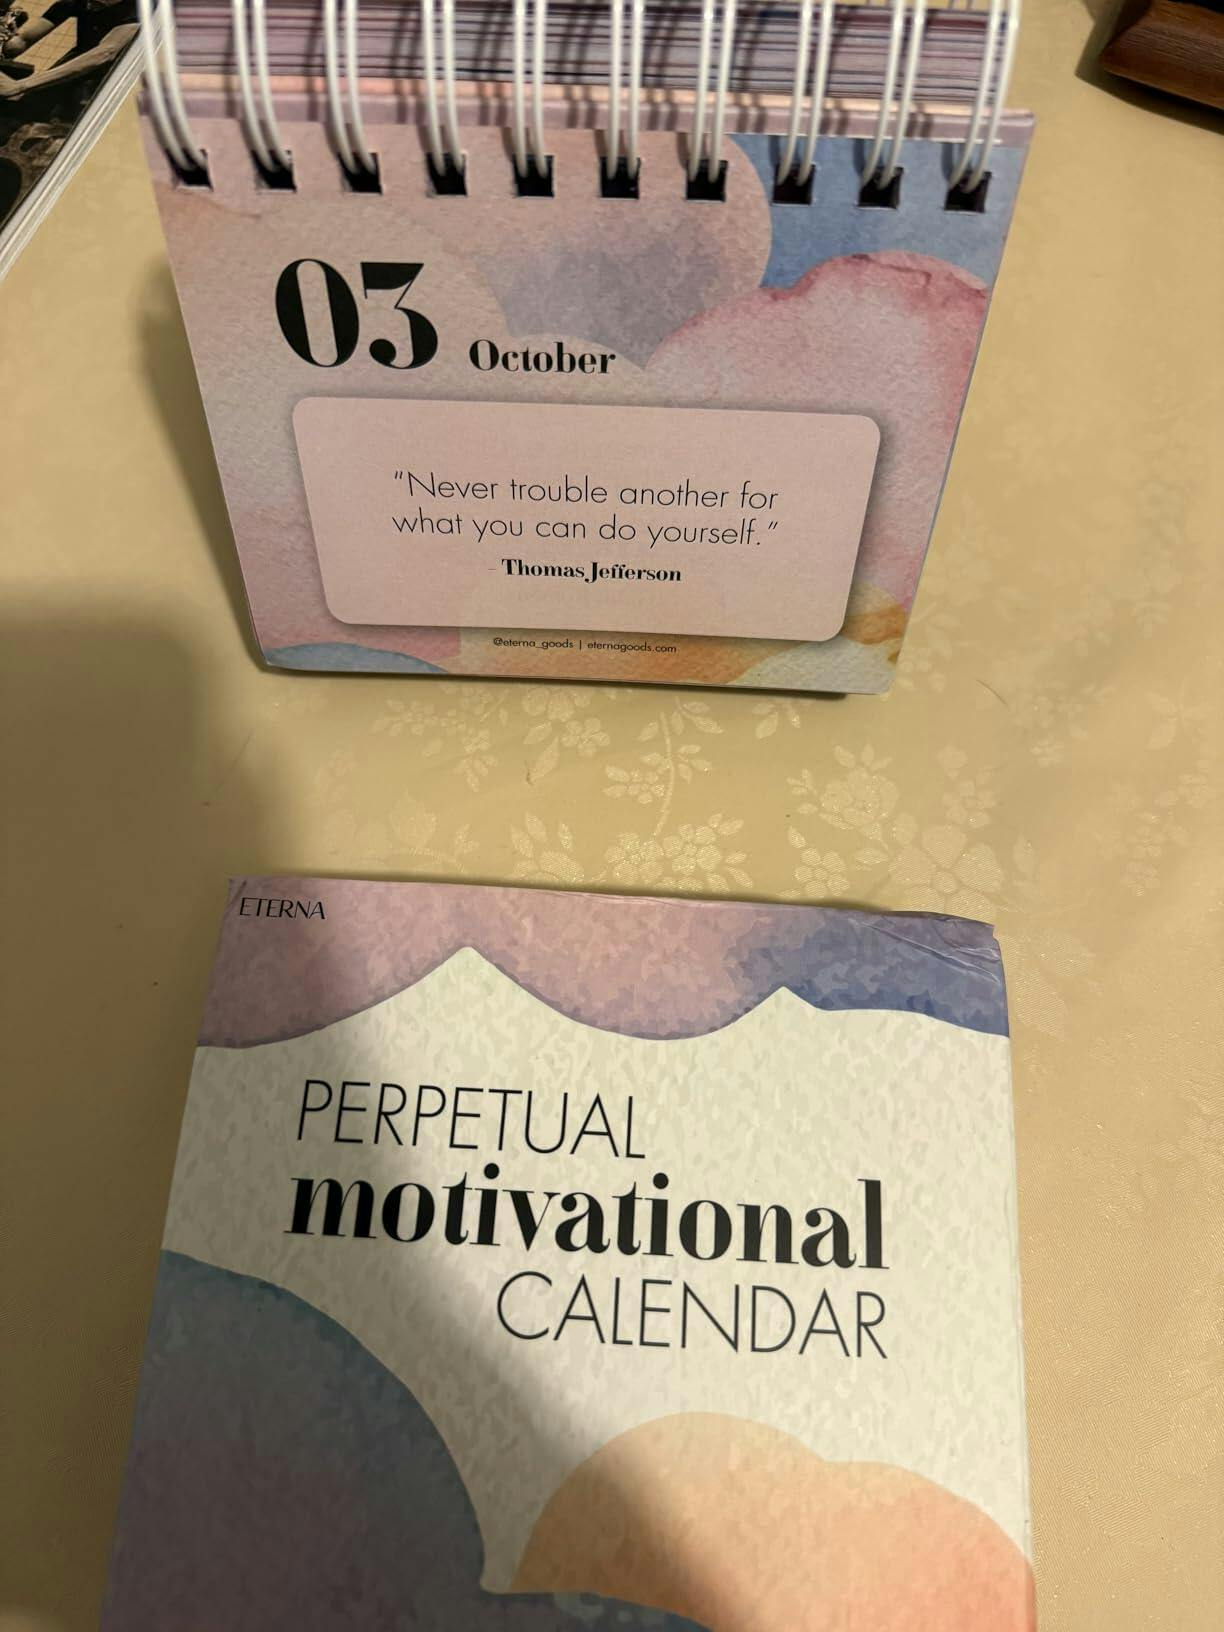 03 October
"Never trouble another for
what you can do yourself."
- Thomas Jefferson
@eterna_goods | eternagoods.com
ETERNA
PERPETUAL
motivational
CALENDAR